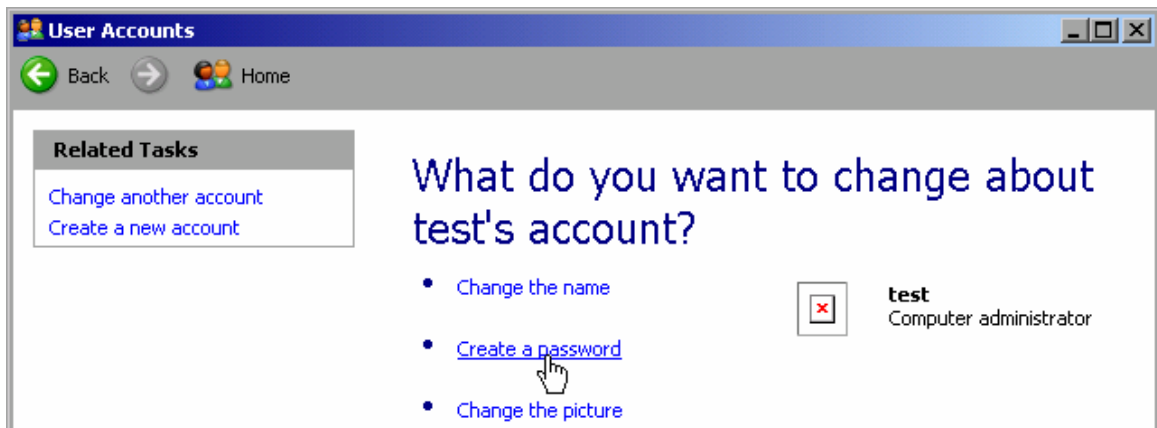 User Accounts
Back Home
Related Tasks
Change another account
Create a new account
What do you want to change about
test's account?
Change the name
Create a password
Change the picture
test
Computer administrator